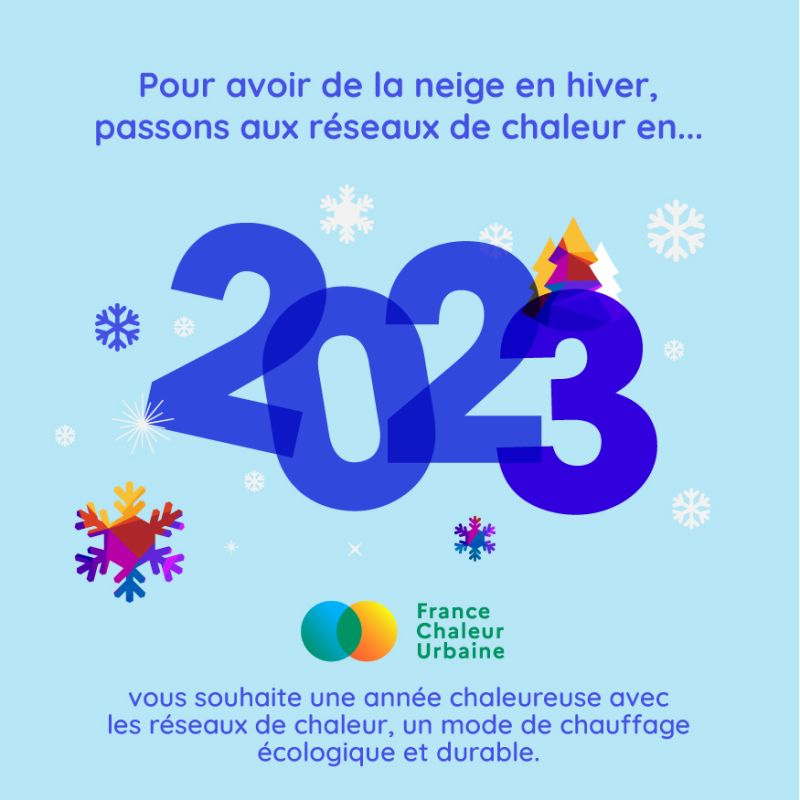 Pour avoir de la neige en hiver,
passons aux réseaux de chaleur en...
2023
France
Chaleur
Urbaine
vous souhaite une année chaleureuse avec
les réseaux de chaleur, un mode de chauffage
écologique et durable.